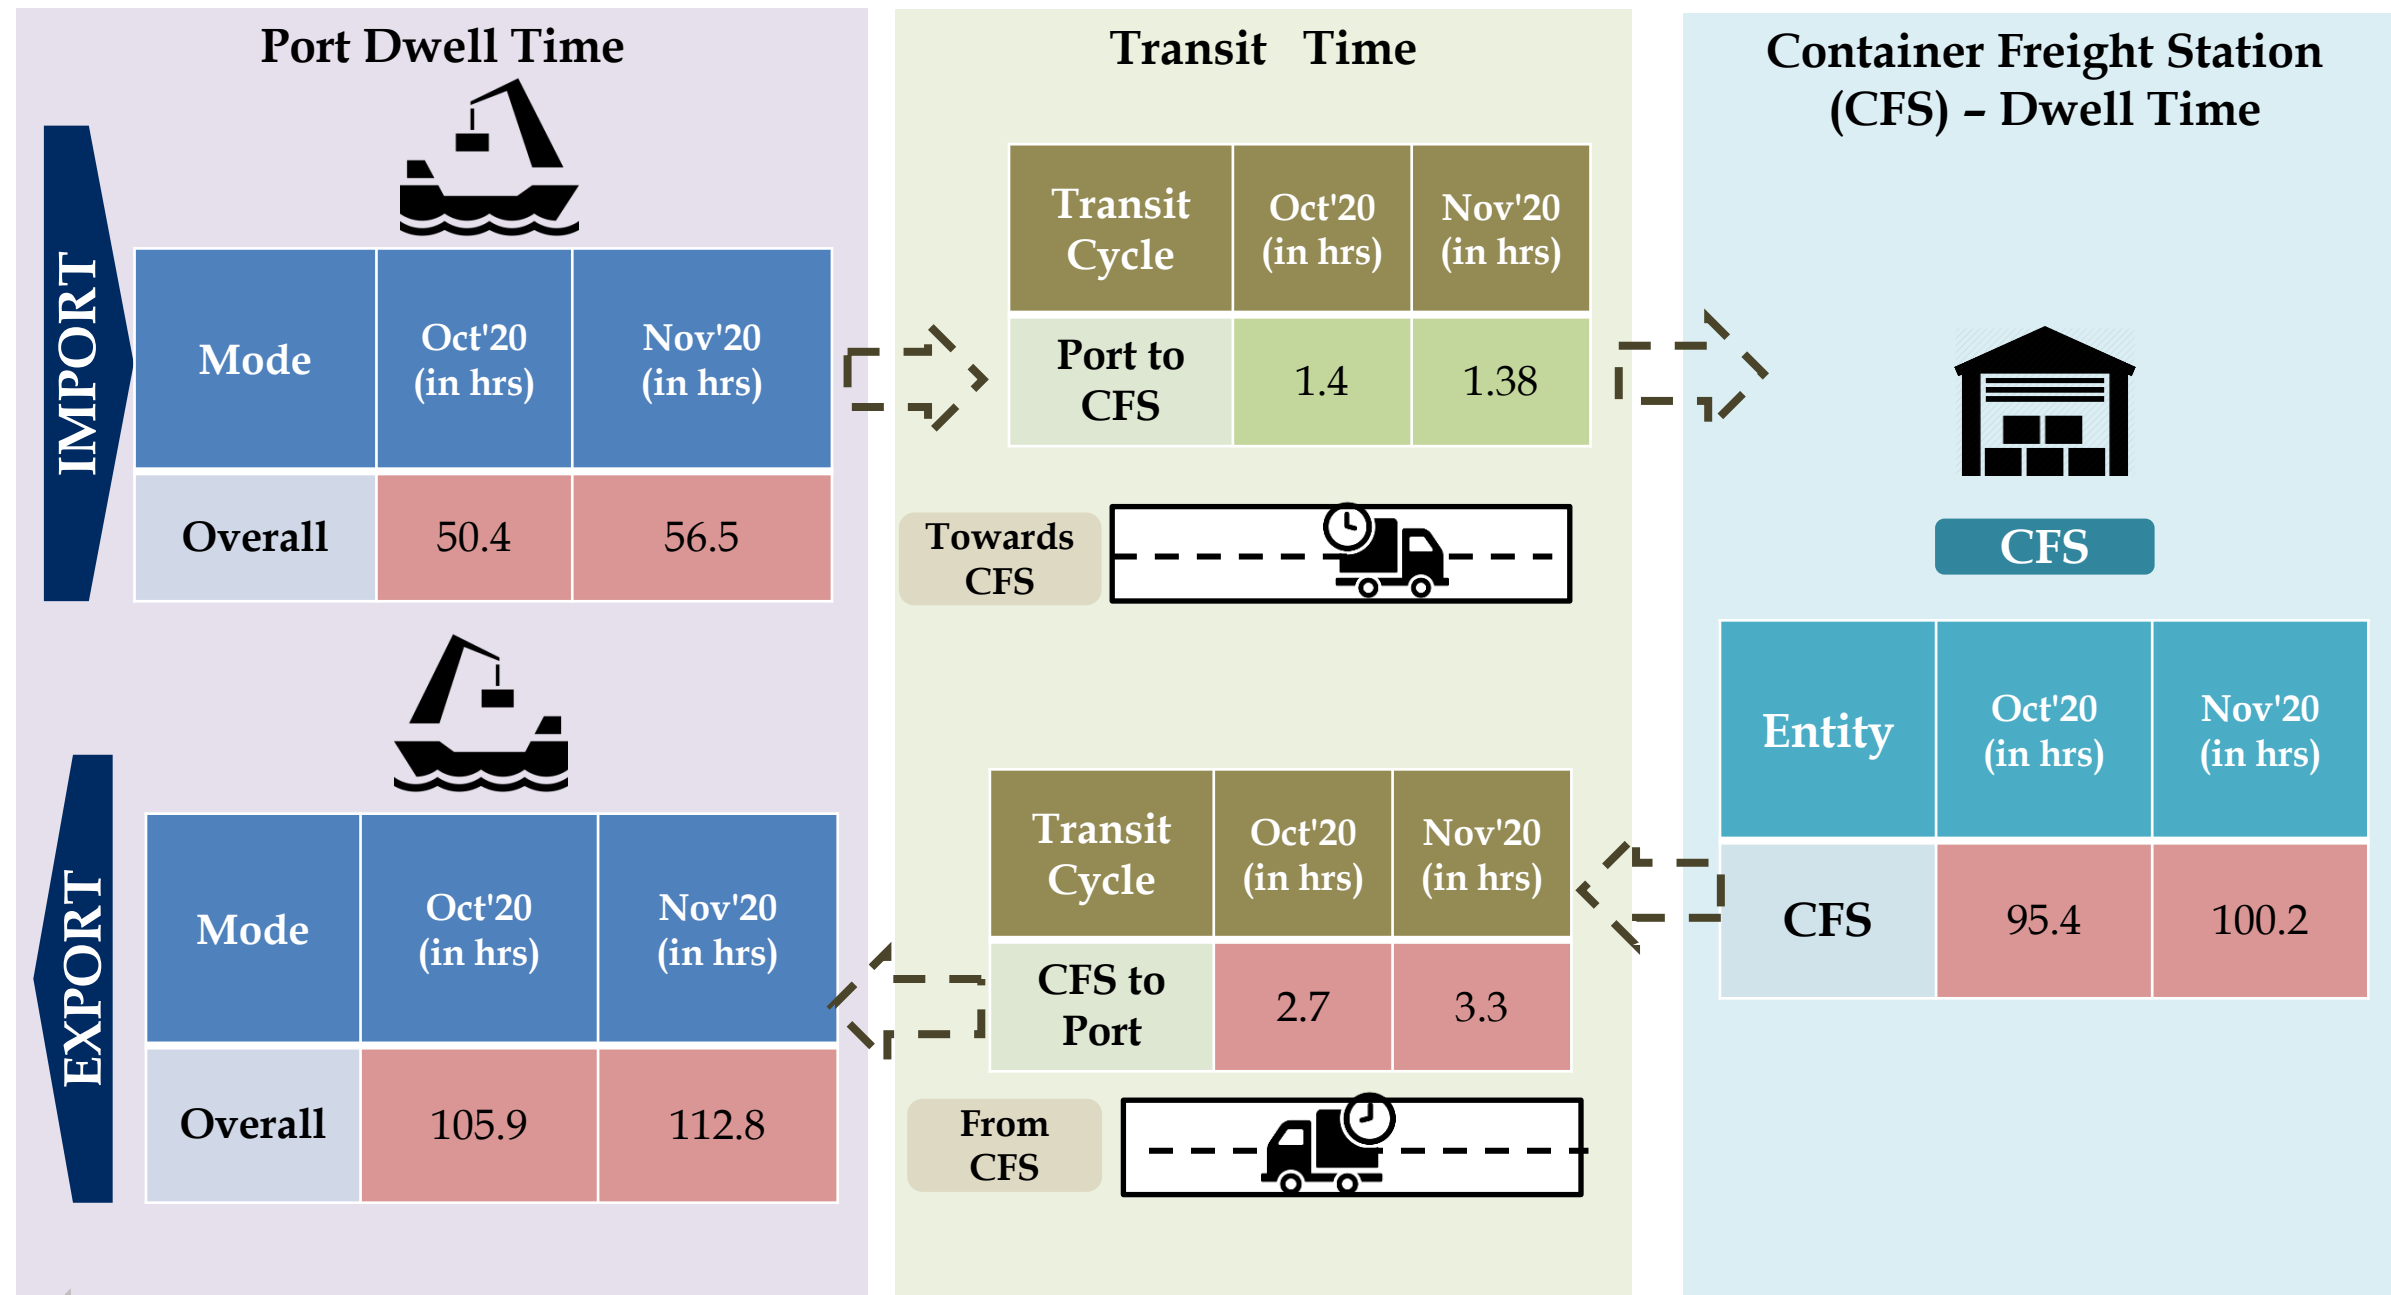 Port Dwell Time
IMPORT
Mode
Oct'20
(in hrs)
Nov'20
(in hrs)
Overall
50.4
56.5
EXPORT
Mode
Oct'20
(in hrs)
Nov'20
(in hrs)
Overall
105.9
112.8
Transit Time
Transit
Cycle
Oct'20
(in hrs)
Nov'20
(in hrs)
Port to
CFS
1.4
1.38
Towards
CFS
Transit
Cycle
Oct'20
(in hrs)
Nov'20
(in hrs)
CFS to
Port
2.7
3.3
From
CFS
Container Freight Station
(CFS) – Dwell Time
CFS
Entity
Oct'20
(in hrs)
Nov'20
(in hrs)
CFS
95.4
100.2